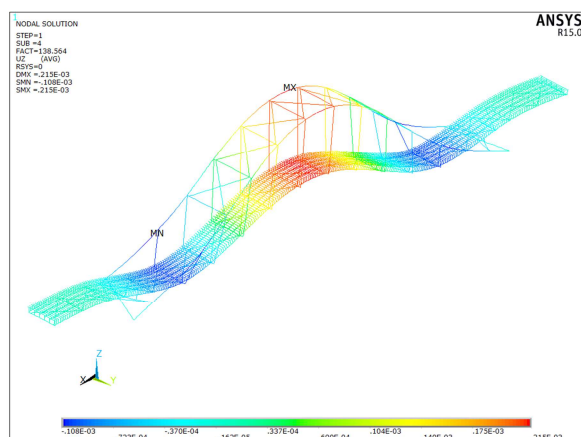 1
NODAL SOLUTION
ANSYS
R15.0
STEP=1
SUB =4
FACT=138.564
UZ (AVG)
RSYS=0
DMX =.215E-03
SMN =-.108E-03
SMX =.215E-03
MX
MN
Z
X Y
-.108E-03 -.370E-04 .337E-04 .104E-03 .175E-03